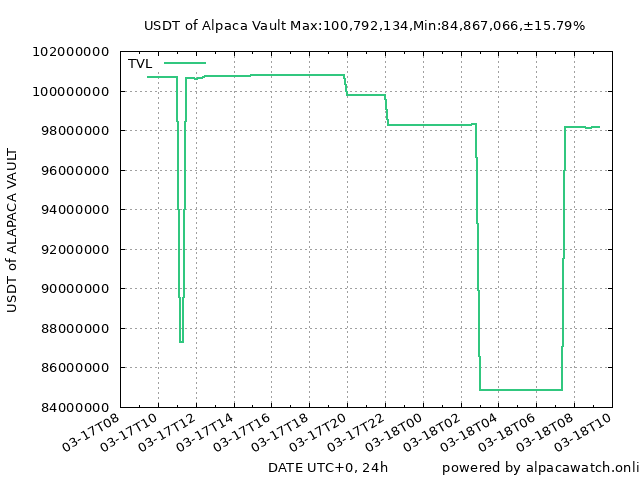 USDT of Alpaca Vault Max:100,792,134,Min:84,867,066,±15.79%
TVL
102000000
100000000
98000000
96000000
94000000
92000000
90000000
88000000
86000000
84000000
USDT of ALAPACA VAULT
03-17T08
03-17T10
03-17T12
03-17T14
03-17T16
03-17T18
03-17T20
03-17T22
03-18T00
03-18T02
03-18T04
03-18T06
03-18T08
03-18T10
DATE UTC+0, 24h
powered by alpacawatch.onli